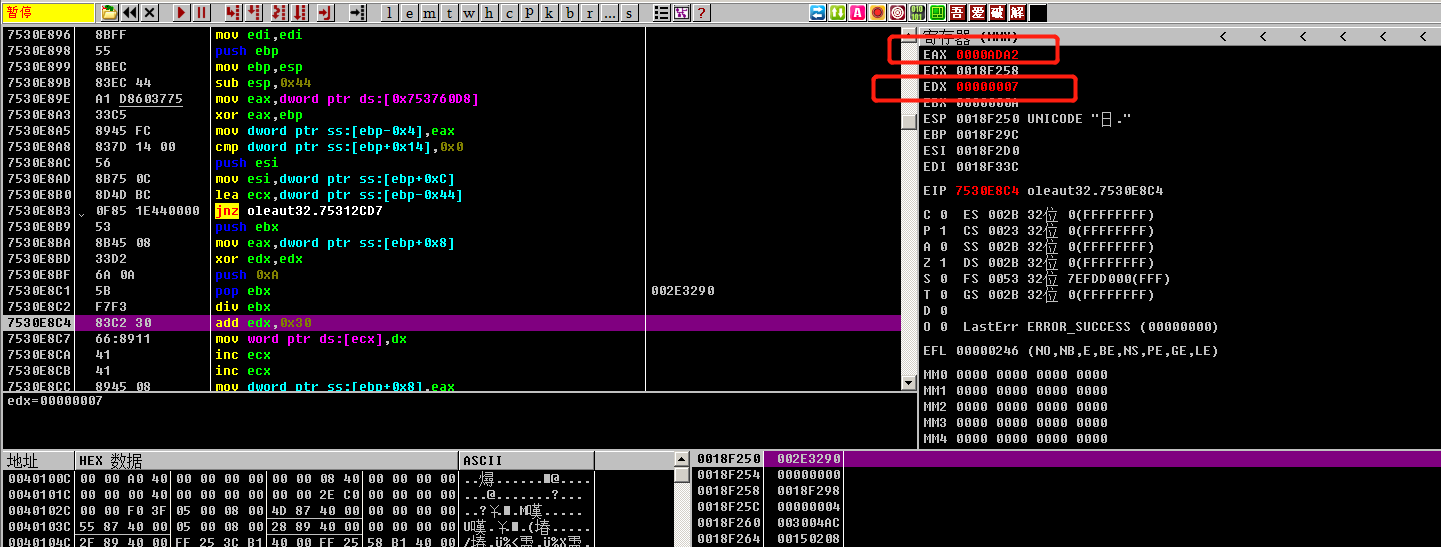 暂停
l e m t w h c p k b r ... s
?
A
010 101
吾 爱 破 解
7530E896 8BFF mov edi,edi
7530E898 55 push ebp
7530E899 8BEC mov ebp,esp
7530E89B 83EC 44 sub esp,0x44
7530E89E A1 D8603775 mov eax,dword ptr ds:[0x753760D8]
7530E8A3 33C5 xor eax,ebp
7530E8A5 8945 FC mov dword ptr ss:[ebp-0x4],eax
7530E8A8 837D 14 00 cmp dword ptr ss:[ebp+0x14],0x0
7530E8AC 56 push esi
7530E8AD 8B75 0C mov esi,dword ptr ss:[ebp+0xC]
7530E8B0 8D4D BC lea ecx,dword ptr ss:[ebp-0x44]
7530E8B3 0F85 1E440000 jnz oleaut32.75312CD7
7530E8B9 53 push ebx
7530E8BA 8B45 08 mov eax,dword ptr ss:[ebp+0x8]
7530E8BD 33D2 xor edx,edx
7530E8BF 6A 0A push 0xA
7530E8C1 5B pop ebx 002E3290
7530E8C2 F7F3 div ebx
7530E8C4 83C2 30 add edx,0x30
7530E8C7 66:8911 mov word ptr ds:[ecx],dx
7530E8CA 41 inc ecx
7530E8CB 41 inc ecx
7530E8CC 8945 08 mov dword ptr ss:[ebp+0x8],eax
edx=00000007
寄存器 (MMX) < < < < < <
EAX 0000ADA2
ECX 0018F258
EDX 00000007
EBX 0000000A
ESP 0018F250 UNICODE "日."
EBP 0018F29C
ESI 0018F2D0
EDI 0018F33C
EIP 7530E8C4 oleaut32.7530E8C4
C 0 ES 002B 32位 0(FFFFFFFF)
P 1 CS 0023 32位 0(FFFFFFFF)
A 0 SS 002B 32位 0(FFFFFFFF)
Z 1 DS 002B 32位 0(FFFFFFFF)
S 0 FS 0053 32位 7EFDD000(FFF)
T 0 GS 002B 32位 0(FFFFFFFF)
D 0
O 0 LastErr ERROR_SUCCESS (00000000)
EFL 00000246 (NO,NB,E,BE,NS,PE,GE,LE)
MM0 0000 0000 0000 0000
MM1 0000 0000 0000 0000
MM2 0000 0000 0000 0000
MM3 0000 0000 0000 0000
MM4 0000 0000 0000 0000
地址 HEX 数据 ASCII
0040100C 00 00 A0 40 00 00 00 00 00 00 08 40 00 00 00 00
0040101C 00 00 00 40 00 00 00 00 00 00 2E C0 00 00 00 00 ...@.......?...
0040102C 00 00 F0 3F 05 00 08 00 4D 87 40 00 00 00 00 00
0040103C 55 87 40 00 05 00 08 00 28 89 40 00 00 00 00 00
0040104C 2F 89 40 00 FF 25 3C B1 40 00 FF 25 58 B1 40 00
0018F250 002E3290
0018F254 00000000
0018F258 0018F298
0018F25C 00000004
0018F260 003004AC
0018F264 00150208